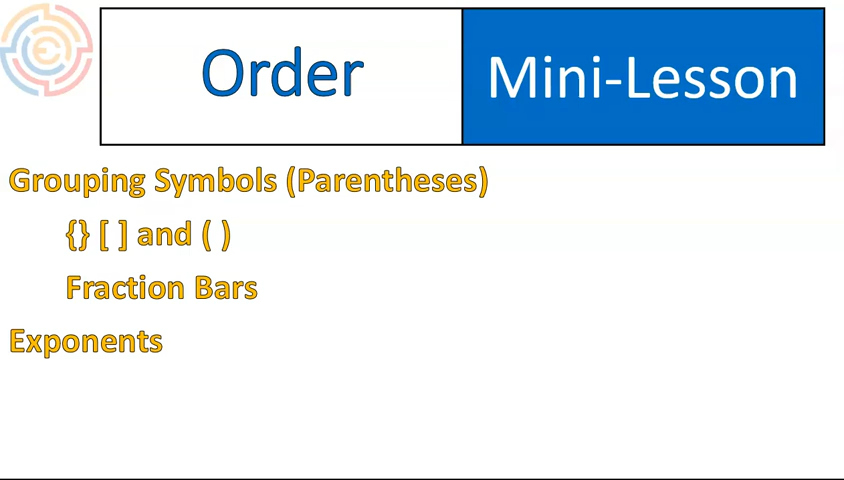 Order
Mini-Lesson
Grouping Symbols (Parentheses)
{} [ ] and ( )
Fraction Bars
Exponents